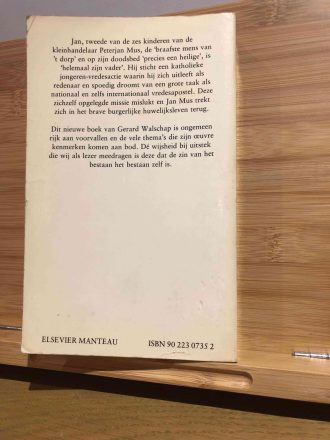 Jan, tweede van de zes kinderen van de
kleinhandelaar Peterjan Mus, de 'braafste mens van
't dorp' en op zijn doodsbed 'precies een heilige', is
'helemaal zijn vader'. Hij sticht een katholieke
jongeren-vredesactie waarin hij zich uitleeft als
redenaar en spoedig droomt van een grote taak als
nationaal en zelfs internationaal vredesapostel. Deze
zichzelf opgelegde missie mislukt en Jan Mus trekt
zich in het brave burgerlijke huwelijksleven terug.
Dit nieuwe boek van Gerard Walschap is ongemeen
rijk aan voorvallen en de vele thema's die zijn œuvre
kenmerken komen aan bod. Dé wijsheid bij uitstek
die wij als lezer meedragen is deze dat de zin van het
bestaan het bestaan zelf is.
ELSEVIER MANTEAU
ISBN 90 223 0735 2